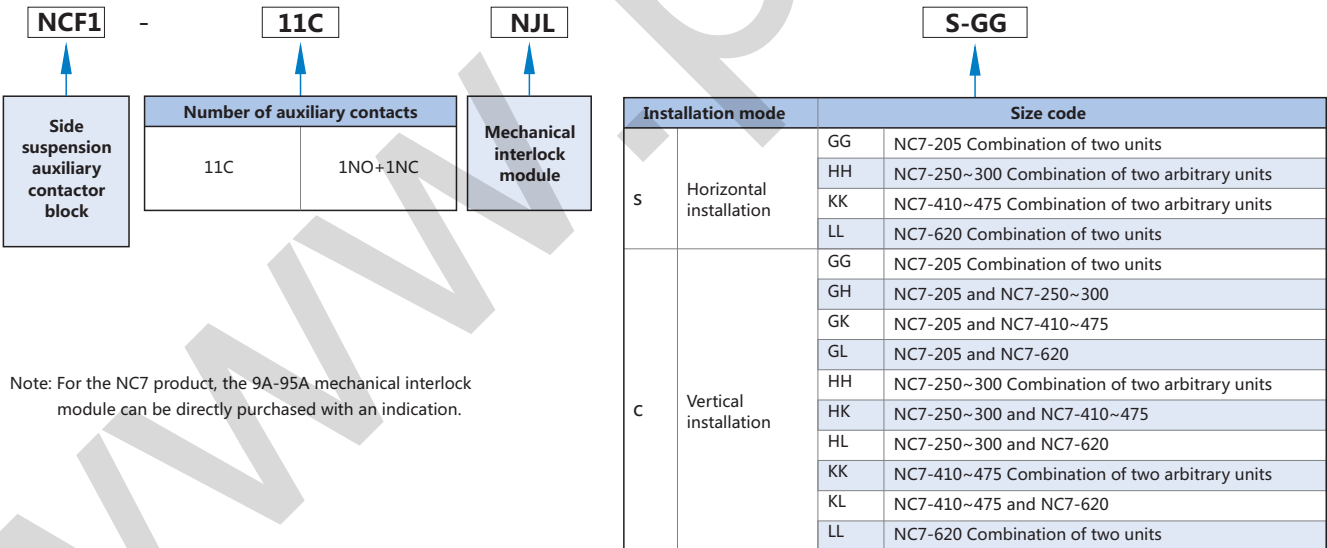 NCF1 - 11C NJL S-GG
Side
suspension
auxiliary
contactor
block
Number of auxiliary contacts
11C 1NO+1NC
Mechanical
interlock
module
Installation mode Size code
S Horizontal
installation
GG NC7-205 Combination of two units
HH NC7-250~300 Combination of two arbitrary units
KK NC7-410~475 Combination of two arbitrary units
LL NC7-620 Combination of two units
C Vertical
installation
GG NC7-205 Combination of two units
GH NC7-205 and NC7-250~300
GK NC7-205 and NC7-410~475
GL NC7-205 and NC7-620
HH NC7-250~300 Combination of two arbitrary units
HK NC7-250~300 and NC7-410~475
HL NC7-250~300 and NC7-620
KK NC7-410~475 Combination of two arbitrary units
KL NC7-410~475 and NC7-620
LL NC7-620 Combination of two units
Note: For the NC7 product, the 9A-95A mechanical interlock
module can be directly purchased with an indication.